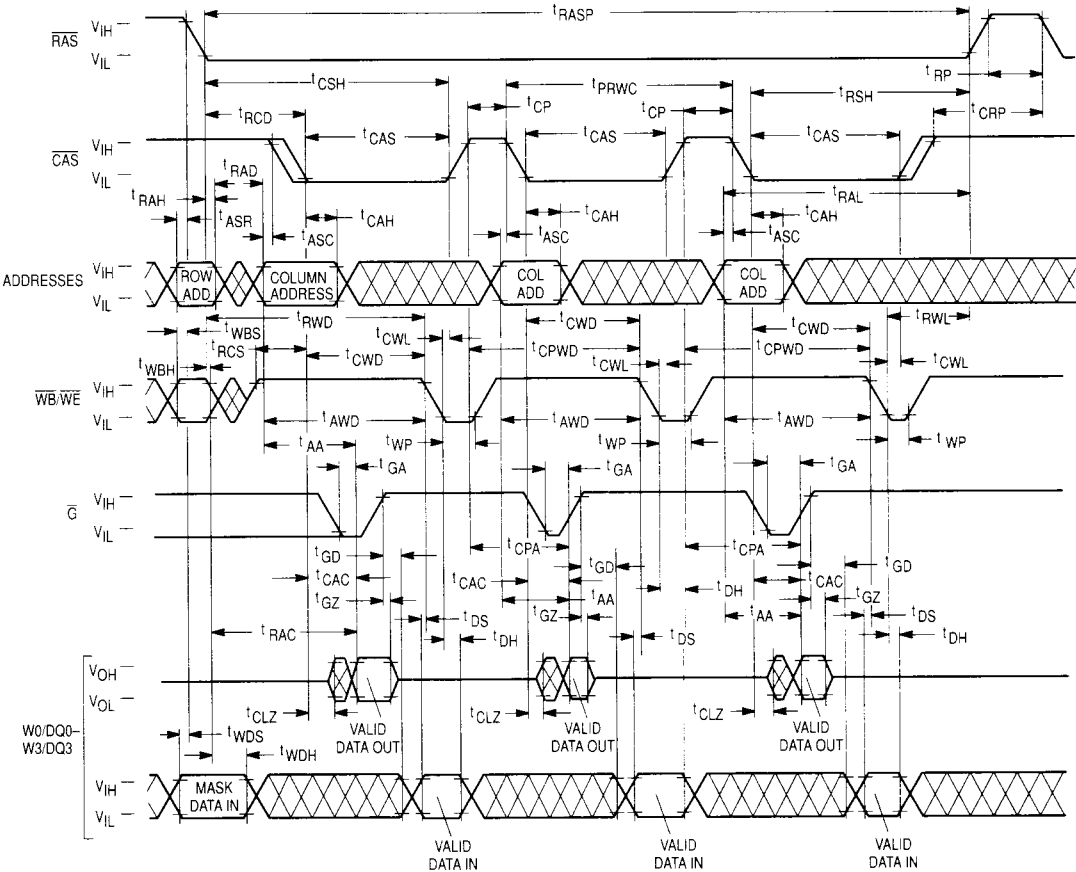 tRASP
VIH
RAS
VIL
tRP
tCSH
tPRWC
tRSH
tCP
tCP
tCRP
tRCD
tCAS
tCAS
tCAS
VIH
CAS
VIL
tRAD
tRAL
tRAH
tASR
tCAH
tCAH
tCAH
tASC
tASC
tASC
ADDRESSES
VIH
VIL
ROW ADD
COLUMN ADDRESS
COL ADD
COL ADD
tRWD
tWBS
tCWL
tCWD
tCWD
tRWL
tRCS
tCWD
tCPWD
tCPWD
tWBH
tCWL
tCWL
VIH
WB/WE
VIL
tAWD
tAWD
tAWD
tAA
tWP
tWP
tWP
tGA
tGA
tGA
VIH
G
VIL
tGD
tCPA
tGD
tCPA
tGD
tCAC
tCAC
tDH
tCAC
tGZ
tAA
tGZ
tDS
tGZ
tAA
tDS
tRAC
tDH
tDS
tDH
VOH
VOL
tCLZ
VALID DATA OUT
tCLZ
VALID DATA OUT
tCLZ
VALID DATA OUT
W0/DQ0–
W3/DQ3
tWDS
tWDH
VIH
VIL
MASK DATA IN
VALID DATA IN
VALID DATA IN
VALID DATA IN